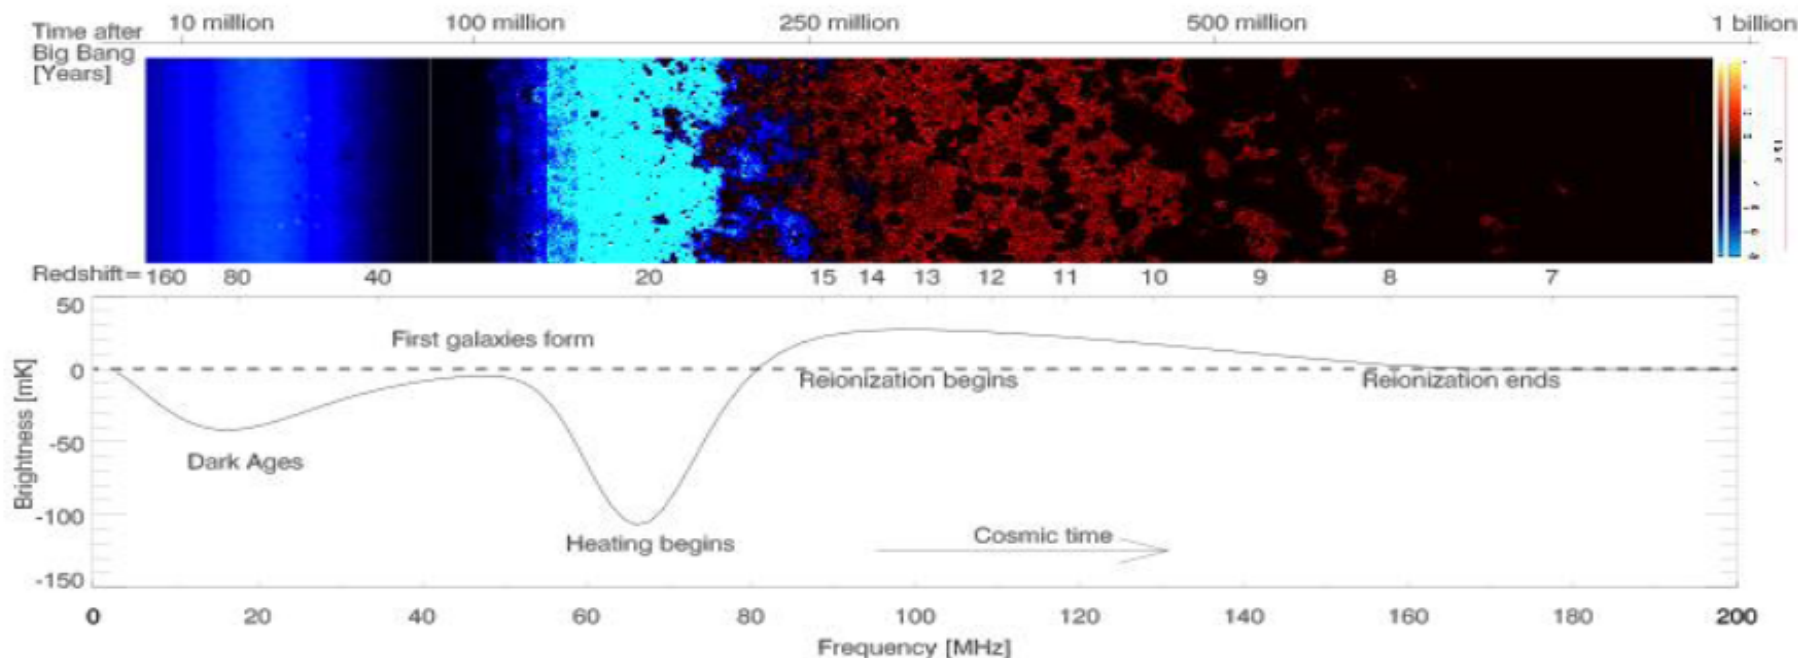 Time after
Big Bang
[Years]
10 million 100 million 250 million 500 million 1 billion
Redshift= 160 80 40 20 15 14 13 12 11 10 9 8 7
50
0
-50
-100
-150
Brightness [mK]
First galaxies form
Reionization begins
Reionization ends
Dark Ages
Heating begins
Cosmic time
0 20 40 60 80 100 120 140 160 180 200
Frequency [MHz]